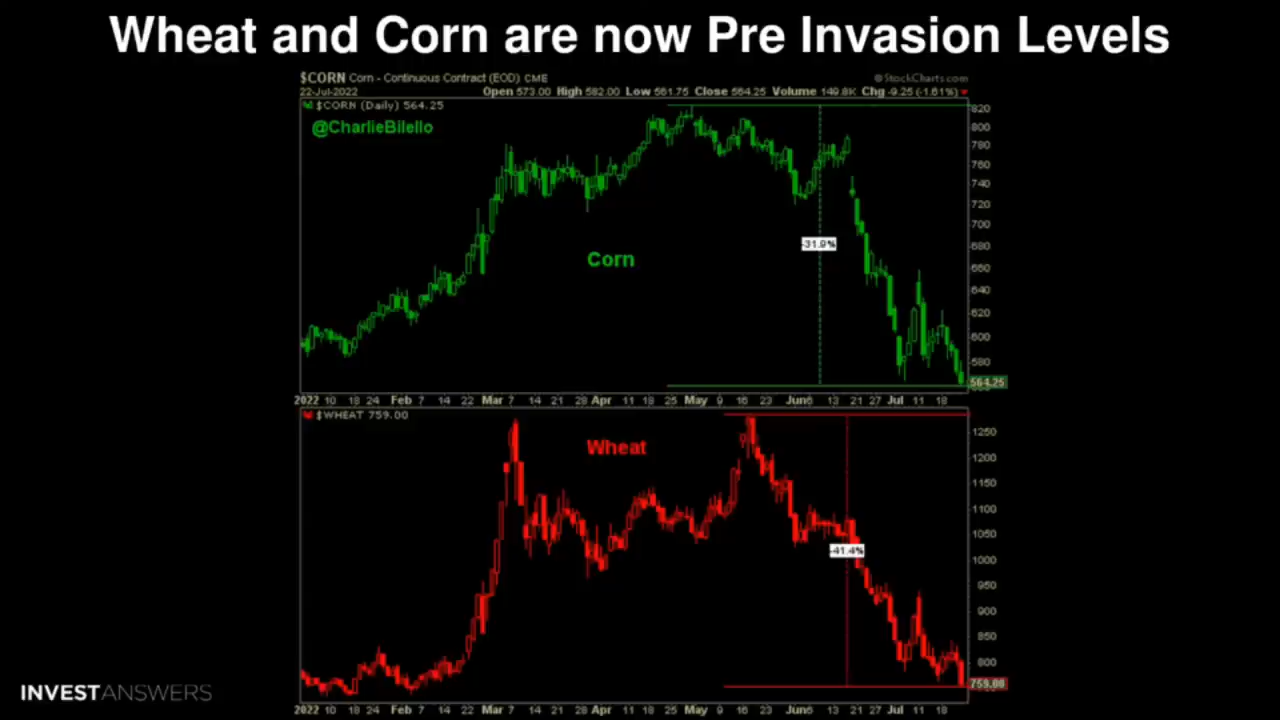 Wheat and Corn are now Pre Invasion Levels
$CORN Corn - Continuous Contract (EOD) CME
@StockCharts.com
22-Jul-2022
Open 573.00 High 582.00 Low 561.75 Close 564.25 Volume 149.8K Chg -9.25 (-1.61%)
$CORN (Daily) 564.25
@CharlieBilello
820
800
780
760
740
720
700
680
660
640
620
600
580
564.25
-31.9%
Corn
2022 10 18 24 Feb 7 14 22 Mar 7 14 21 28 Apr 11 18 25 May 9 16 23 Jun 6 13 21 27 Jul 11 18
$WHEAT 759.00
Wheat
1250
1200
1150
1100
1050
1000
950
900
850
800
759.00
-41.4%
2022 10 18 24 Feb 7 14 22 Mar 7 14 21 28 Apr 11 18 25 May 9 16 23 Jun 6 13 21 27 Jul 11 18
INVESTANSWERS